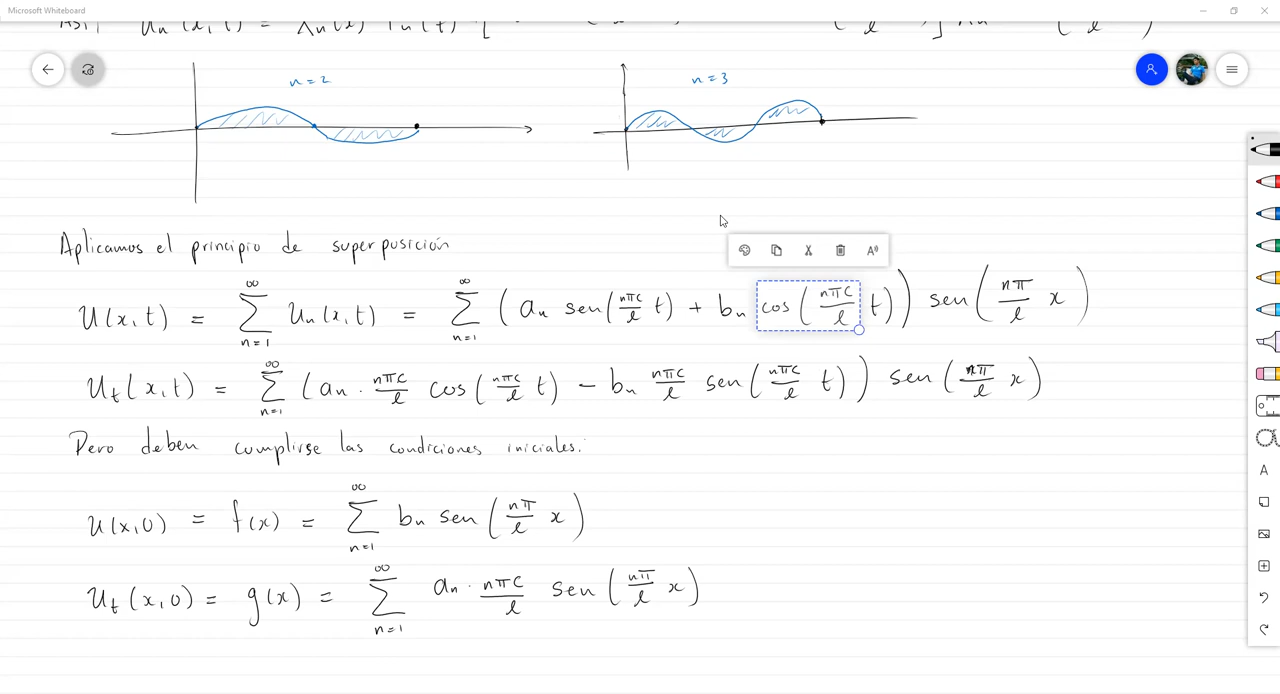 Microsoft Whiteboard
n = 2
n = 3
Aplicamos el principio de superposición
U(x,t) = ∞ Σ n=1 Un(x,t) = ∞ Σ n=1 (an sen(nπc/l t) + bn cos(nπc/l t)) sen(nπ/l x)
Ut(x,t) = ∞ Σ n=1 (an · nπc/l cos(nπc/l t) − bn nπc/l sen(nπc/l t)) sen(nπ/l x)
Pero deben cumplirse las condiciones iniciales:
u(x,0) = f(x) = ∞ Σ n=1 bn sen(nπ/l x)
Ut(x,0) = g(x) = ∞ Σ n=1 an · nπc/l sen(nπ/l x)